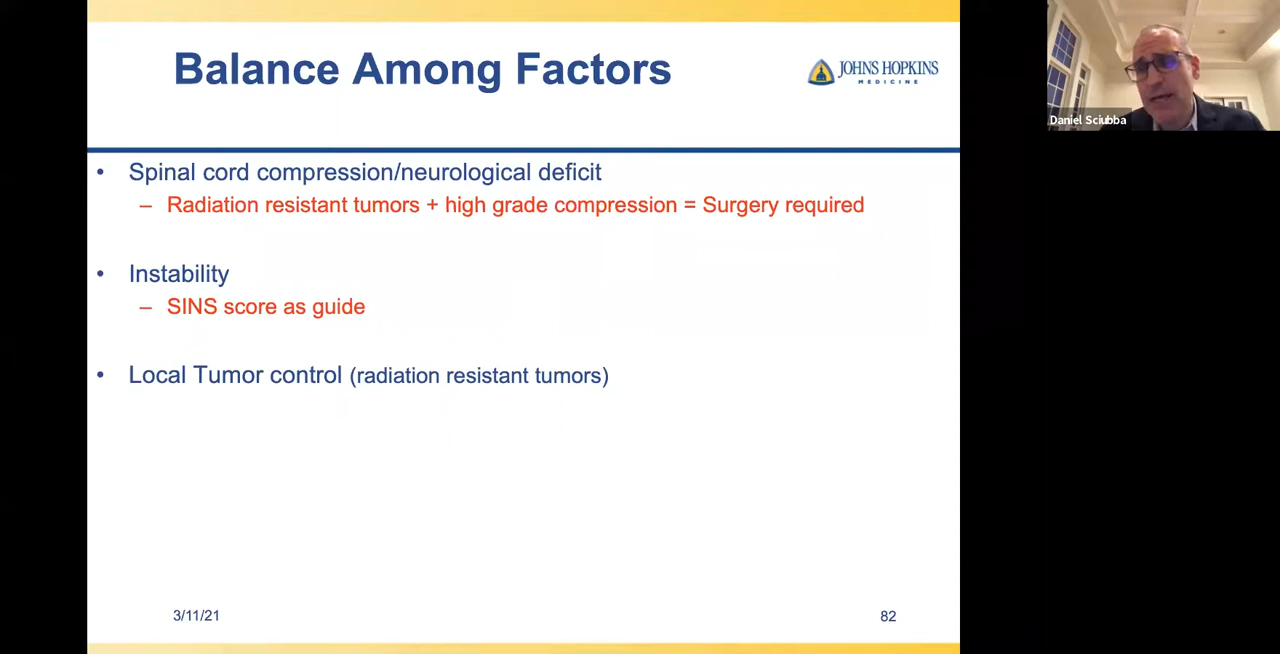 Balance Among Factors
JOHNS HOPKINS
MEDICINE
Daniel Sciubba
• Spinal cord compression/neurological deficit
– Radiation resistant tumors + high grade compression = Surgery required
• Instability
– SINS score as guide
• Local Tumor control (radiation resistant tumors)
3/11/21
82